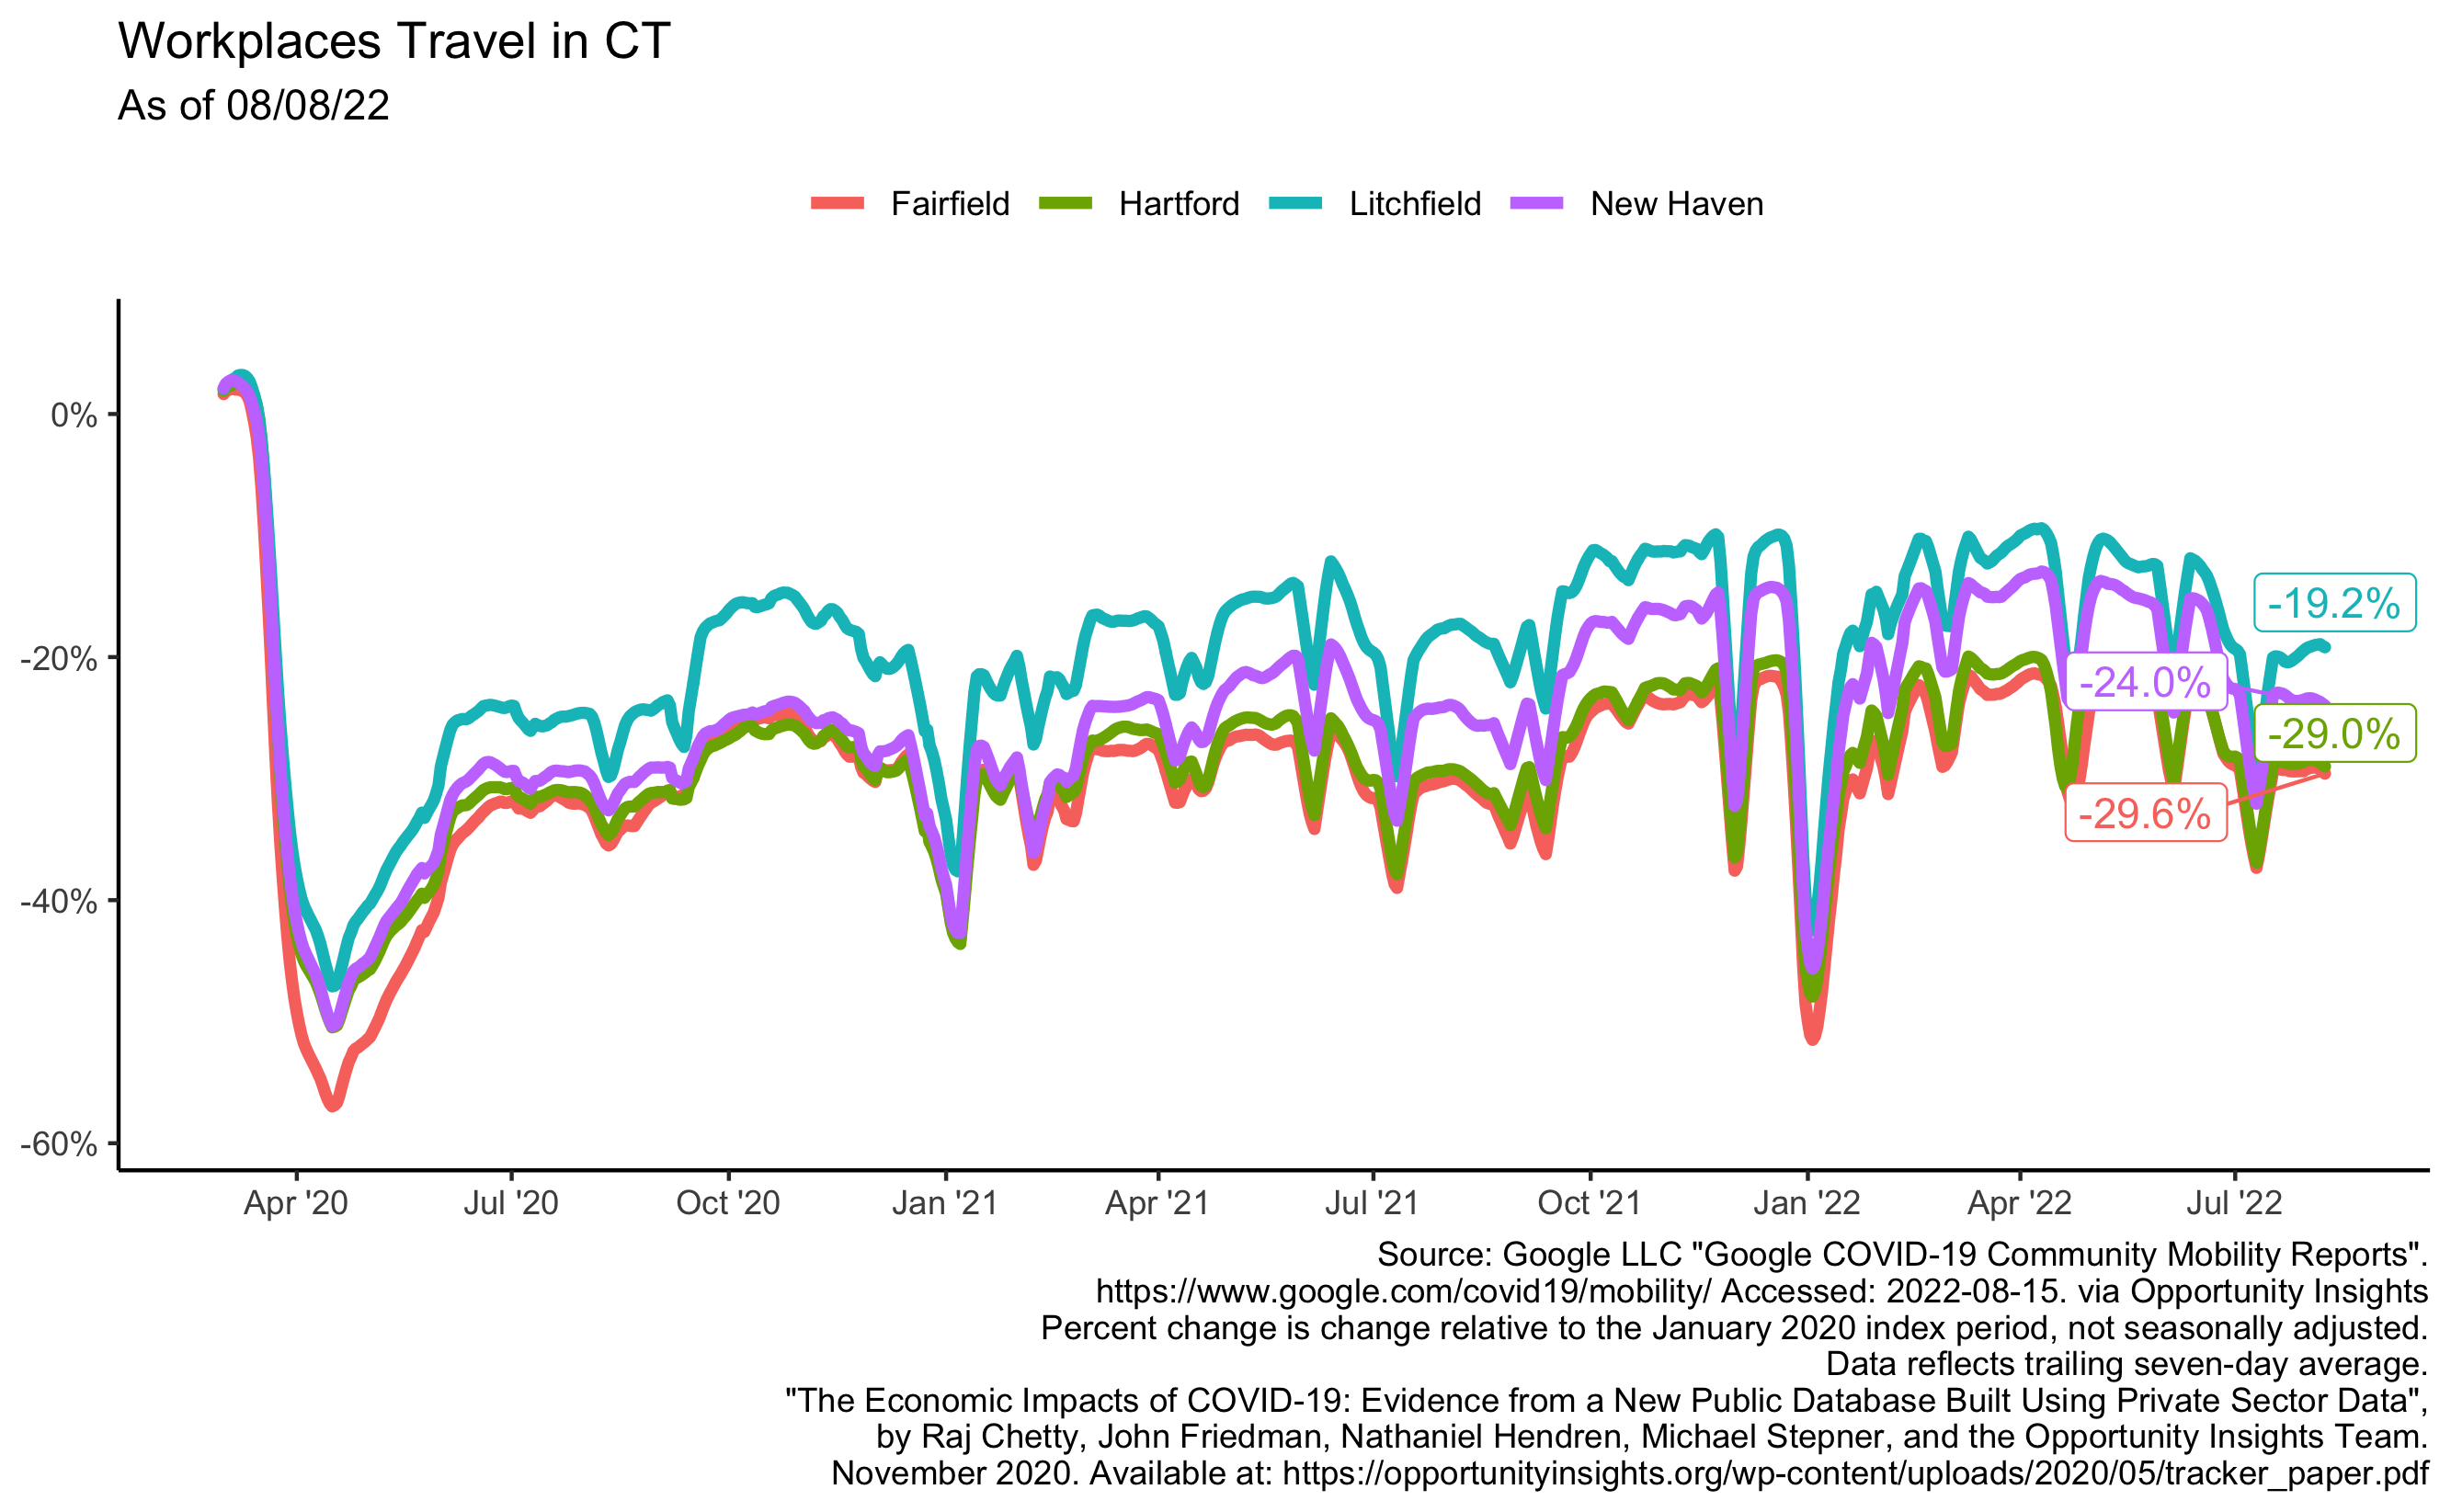 Workplaces Travel in CT
As of 08/08/22
Fairfield Hartford Litchfield New Haven
0%
-20%
-40%
-60%
-19.2%
-24.0%
-29.0%
-29.6%
Apr '20 Jul '20 Oct '20 Jan '21 Apr '21 Jul '21 Oct '21 Jan '22 Apr '22 Jul '22
Source: Google LLC "Google COVID-19 Community Mobility Reports".
https://www.google.com/covid19/mobility/ Accessed: 2022-08-15. via Opportunity Insights
Percent change is change relative to the January 2020 index period, not seasonally adjusted.
Data reflects trailing seven-day average.
"The Economic Impacts of COVID-19: Evidence from a New Public Database Built Using Private Sector Data",
by Raj Chetty, John Friedman, Nathaniel Hendren, Michael Stepner, and the Opportunity Insights Team.
November 2020. Available at: https://opportunityinsights.org/wp-content/uploads/2020/05/tracker_paper.pdf